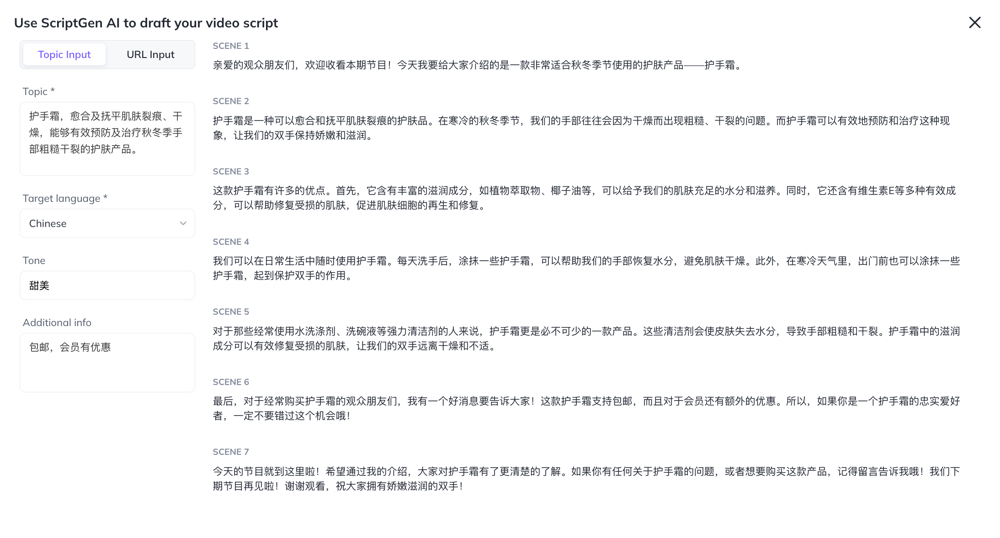 Use ScriptGen AI to draft your video script
Topic Input
URL Input
Topic *
护手霜，愈合及抚平肌肤裂痕、干
燥，能够有效预防及治疗秋冬季手
部粗糙干裂的护肤产品。
Target language *
Chinese
Tone
甜美
Additional info
包邮，会员有优惠
SCENE 1
亲爱的观众朋友们，欢迎收看本期节目！今天我要给大家介绍的是一款非常适合秋冬季节使用的护肤产品——护手霜。
SCENE 2
护手霜是一种可以愈合和抚平肌肤裂痕的护肤品。在寒冷的秋冬季节，我们的手部往往会因为干燥而出现粗糙、干裂的问题。而护手霜可以有效地预防和治疗这种现
象，让我们的双手保持娇嫩和滋润。
SCENE 3
这款护手霜有许多的优点。首先，它含有丰富的滋润成分，如植物萃取物、椰子油等，可以给予我们的肌肤充足的水分和滋养。同时，它还含有维生素E等多种有效成
分，可以帮助修复受损的肌肤，促进肌肤细胞的再生和修复。
SCENE 4
我们可以在日常生活中随时使用护手霜。每天洗手后，涂抹一些护手霜，可以帮助我们的手部恢复水分，避免肌肤干燥。此外，在寒冷天气里，出门前也可以涂抹一些
护手霜，起到保护双手的作用。
SCENE 5
对于那些经常使用水洗涤剂、洗碗液等强力清洁剂的人来说，护手霜更是必不可少的一款产品。这些清洁剂会使皮肤失去水分，导致手部粗糙和干裂。护手霜中的滋润
成分可以有效修复受损的肌肤，让我们的双手远离干燥和不适。
SCENE 6
最后，对于经常购买护手霜的观众朋友们，我有一个好消息要告诉大家！这款护手霜支持包邮，而且对于会员还有额外的优惠。所以，如果你是一个护手霜的忠实爱好
者，一定不要错过这个机会哦！
SCENE 7
今天的节目就到这里啦！希望通过我的介绍，大家对护手霜有了更清楚的了解。如果你有任何关于护手霜的问题，或者想要购买这款产品，记得留言告诉我哦！我们下
期节目再见啦！谢谢观看，祝大家拥有娇嫩滋润的双手！